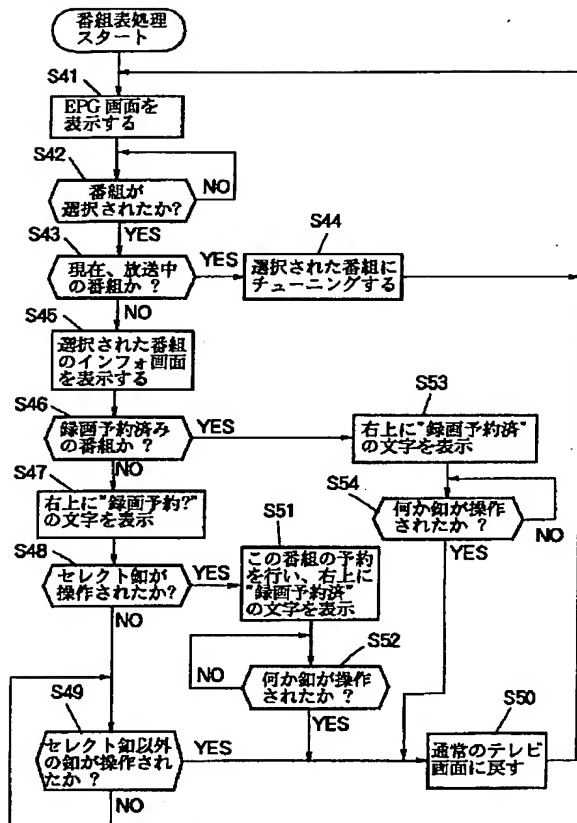 番組表処理
スタート
S41
EPG画面を
表示する
S42
番組が
選択されたか?
NO
YES
S43
現在、放送中
の番組か ?
YES
NO
S44
選択された番組に
チューニングする
S45
選択された番組
のインフォ画面
を表示する
S46
録画予約済み
の番組か ?
YES
NO
S53
右上に"録画予約済"
の文字を表示
S47
右上に"録画予約?"
の文字を表示
S54
何か釦が操作
されたか ?
NO
YES
S48
セレクト釦が
操作されたか?
YES
NO
S51
この番組の予約
を行い、右上に
"録画予約済"
の文字を表示
S52
何か釦が操作
されたか ?
NO
YES
S49
セレクト釦以外
の釦が操作され
たか ?
YES
NO
S50
通常のテレビ
画面に戻す